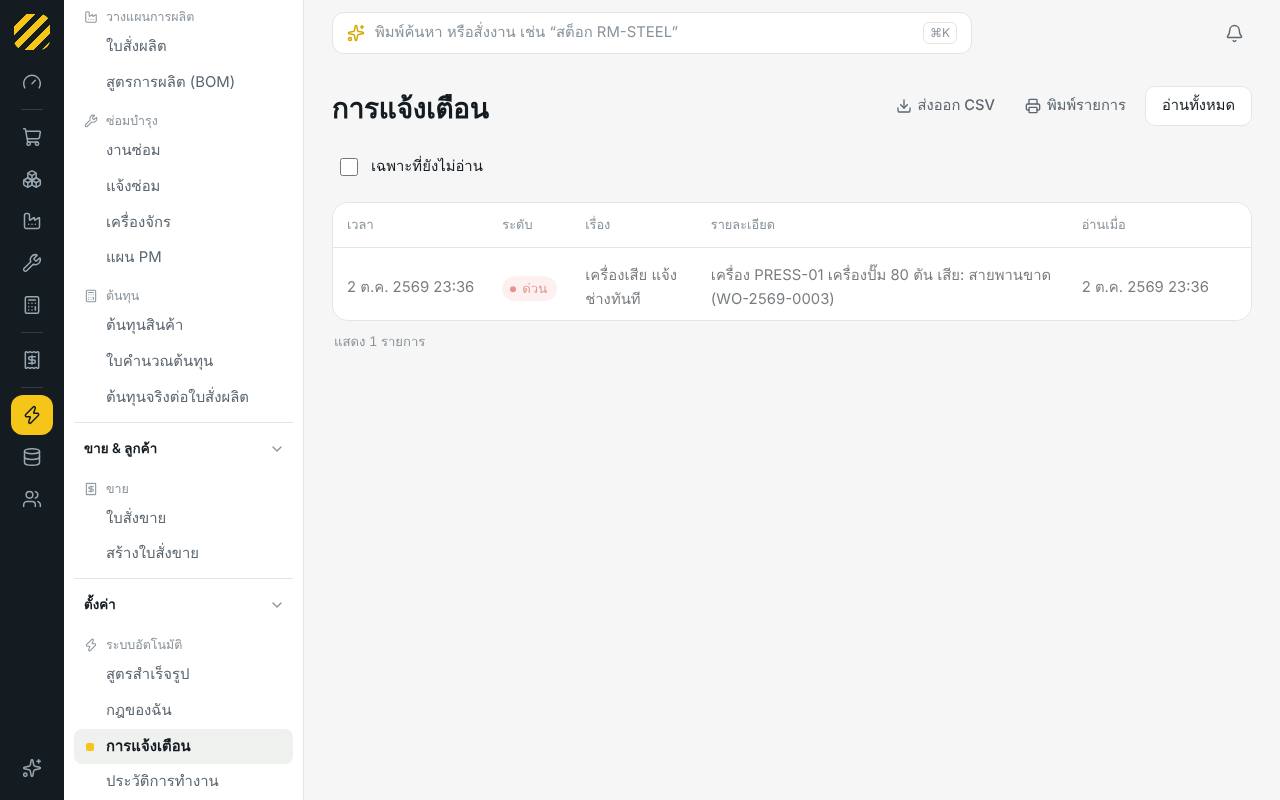 วางแผนการผลิต
ใบสั่งผลิต
สูตรการผลิต (BOM)
ซ่อมบำรุง
งานซ่อม
แจ้งซ่อม
เครื่องจักร
แผน PM
ต้นทุน
ต้นทุนสินค้า
ใบคำนวณต้นทุน
ต้นทุนจริงต่อใบสั่งผลิต
ขาย & ลูกค้า
ขาย
ใบสั่งขาย
สร้างใบสั่งขาย
ตั้งค่า
ระบบอัตโนมัติ
สูตรสำเร็จรูป
กฎของฉัน
การแจ้งเตือน
ประวัติการทำงาน
พิมพ์ค้นหา หรือสั่งงาน เช่น “สต็อก RM-STEEL” ⌘K
การแจ้งเตือน
ส่งออก CSV พิมพ์รายการ อ่านทั้งหมด
เฉพาะที่ยังไม่อ่าน
เวลา ระดับ เรื่อง รายละเอียด อ่านเมื่อ
2 ต.ค. 2569 23:36 ด่วน เครื่องเสีย แจ้ง เครื่อง PRESS-01 เครื่องปั๊ม 80 ตัน เสีย: สายพานขาด 2 ต.ค. 2569 23:36
ช่างทันที (WO-2569-0003)
แสดง 1 รายการ